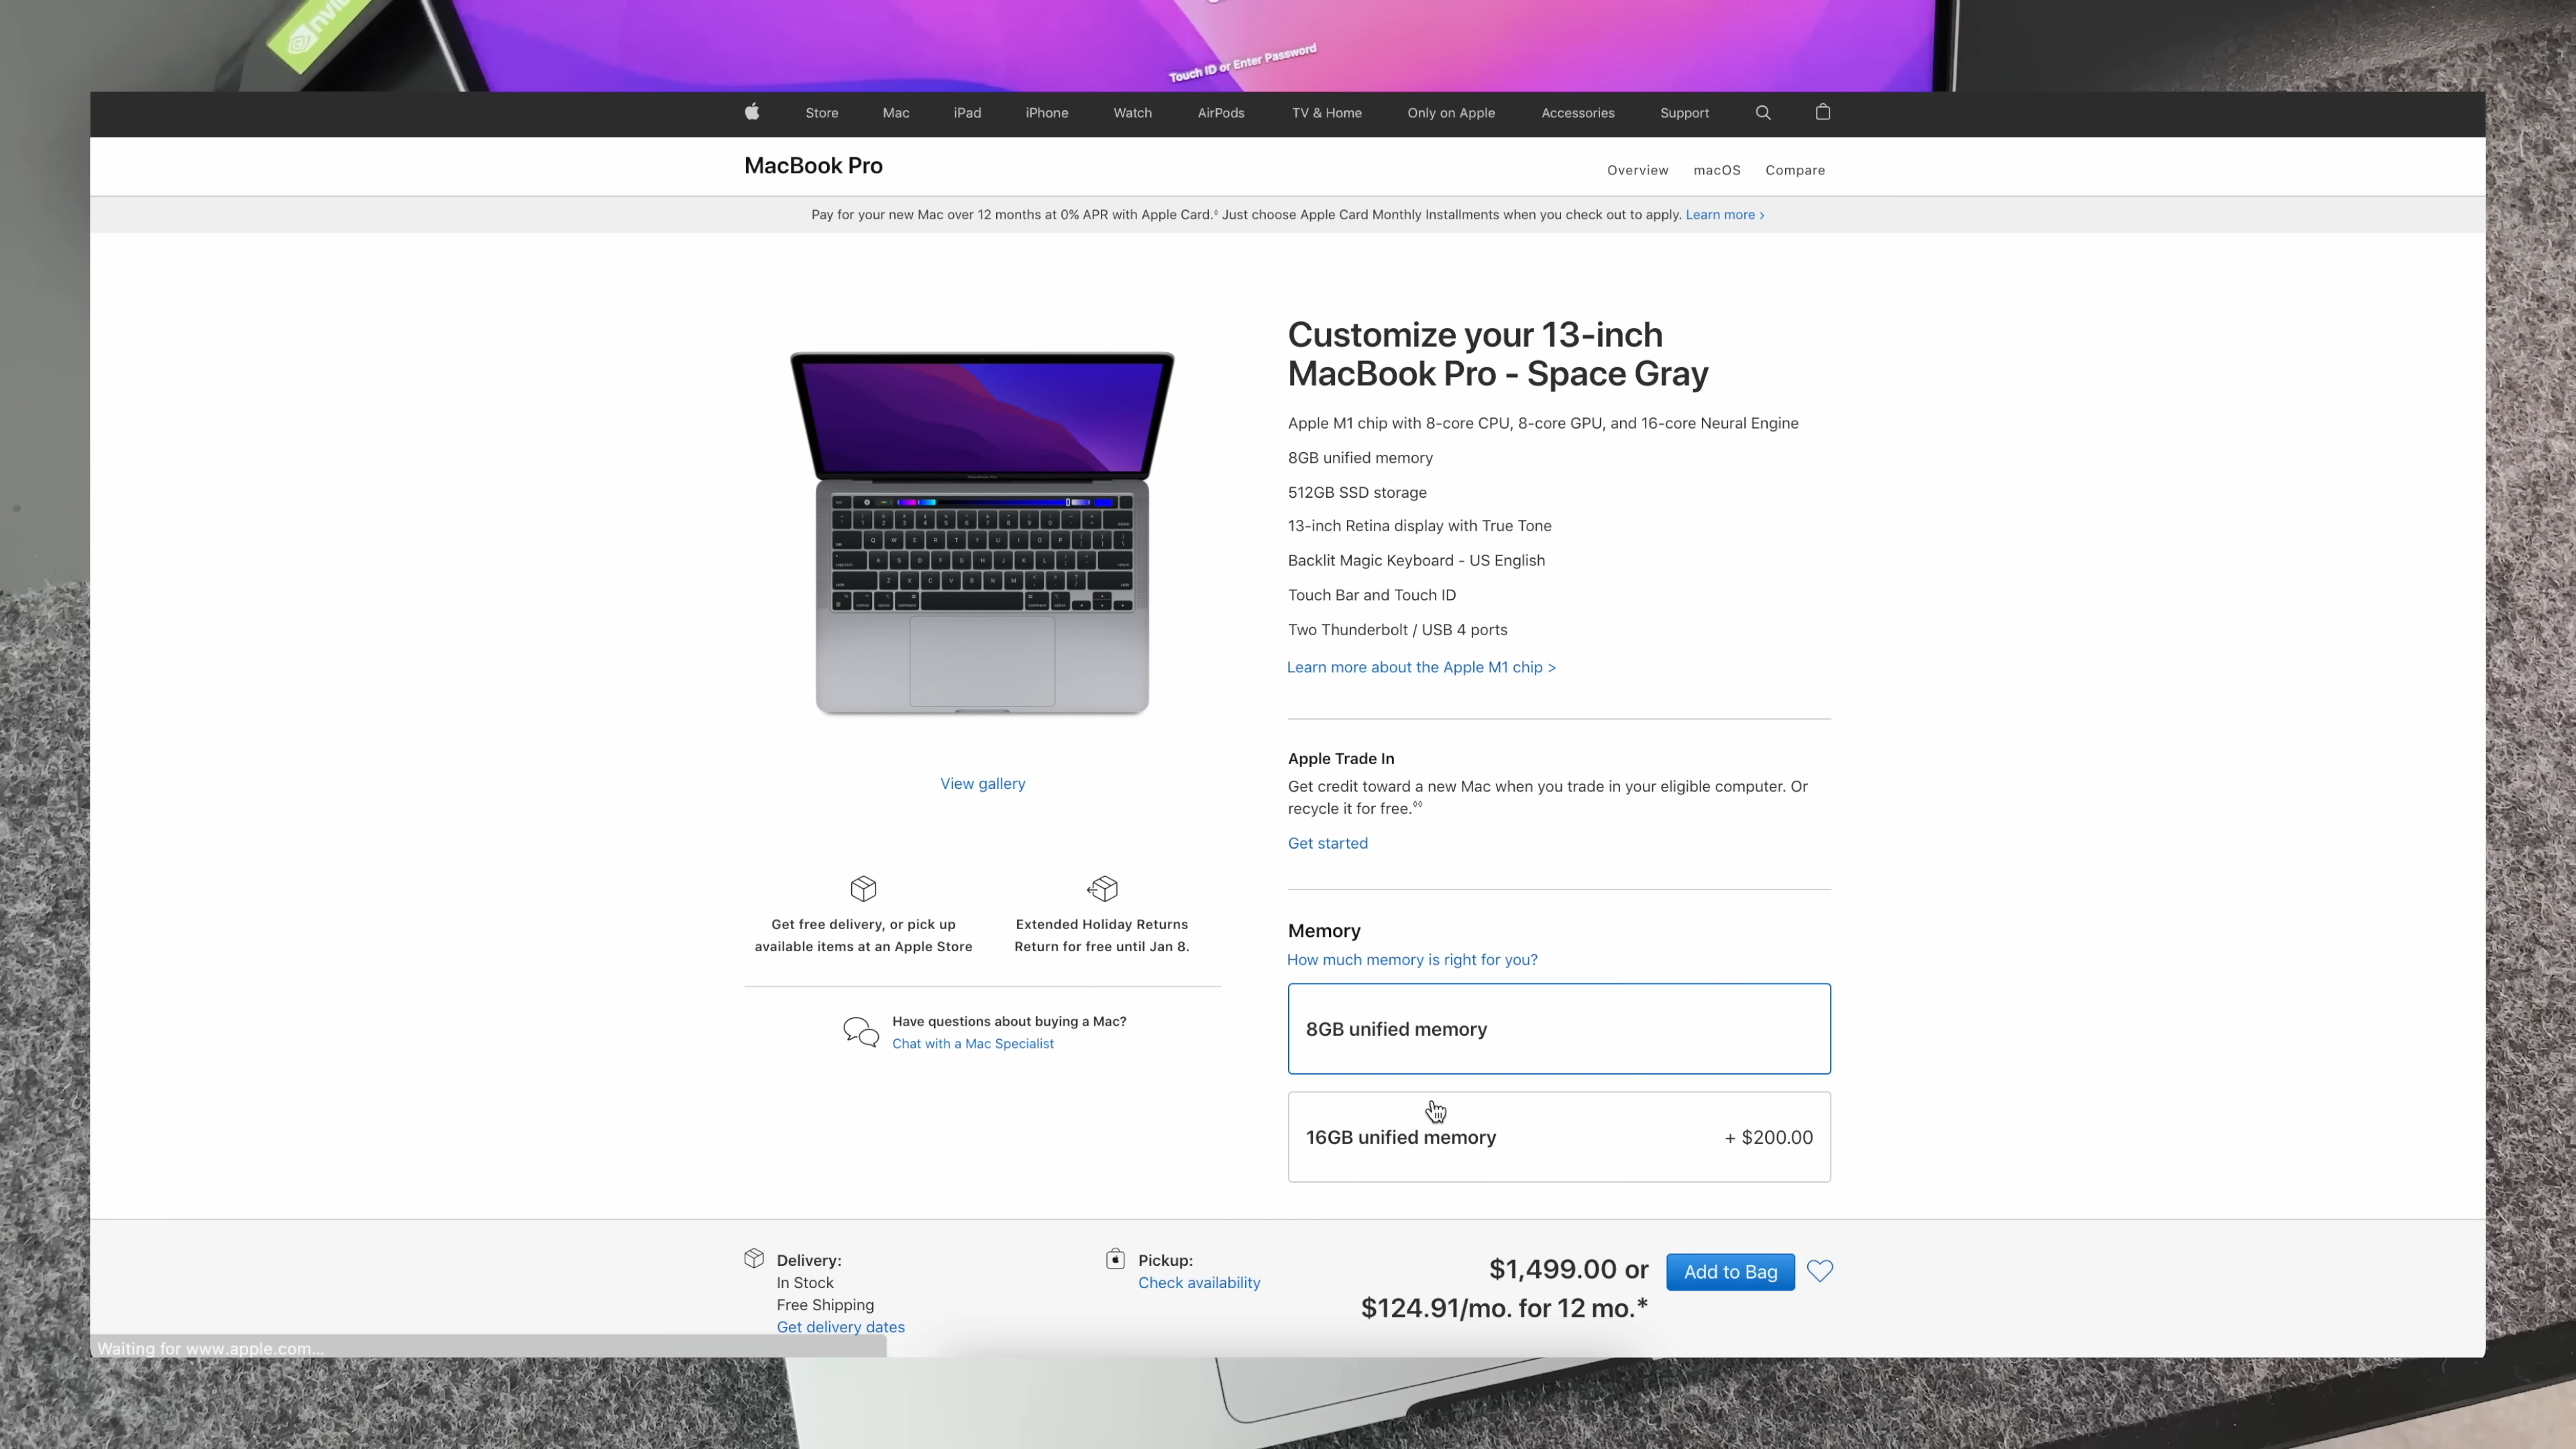 Touch ID or Enter Password
Store Mac iPad iPhone Watch AirPods TV & Home Only on Apple Accessories Support
MacBook Pro
Overview macOS Compare
Pay for your new Mac over 12 months at 0% APR with Apple Card.◊ Just choose Apple Card Monthly Installments when you check out to apply. Learn more >
Customize your 13-inch
MacBook Pro - Space Gray
Apple M1 chip with 8-core CPU, 8-core GPU, and 16-core Neural Engine
8GB unified memory
512GB SSD storage
13-inch Retina display with True Tone
Backlit Magic Keyboard - US English
Touch Bar and Touch ID
Two Thunderbolt / USB 4 ports
Learn more about the Apple M1 chip >
View gallery
Apple Trade In
Get credit toward a new Mac when you trade in your eligible computer. Or
recycle it for free.◊◊
Get started
Get free delivery, or pick up
available items at an Apple Store
Extended Holiday Returns
Return for free until Jan 8.
Have questions about buying a Mac?
Chat with a Mac Specialist
Memory
How much memory is right for you?
8GB unified memory
16GB unified memory + $200.00
Delivery:
In Stock
Free Shipping
Get delivery dates
Pickup:
Check availability
$1,499.00 or
$124.91/mo. for 12 mo.*
Add to Bag
Waiting for www.apple.com...